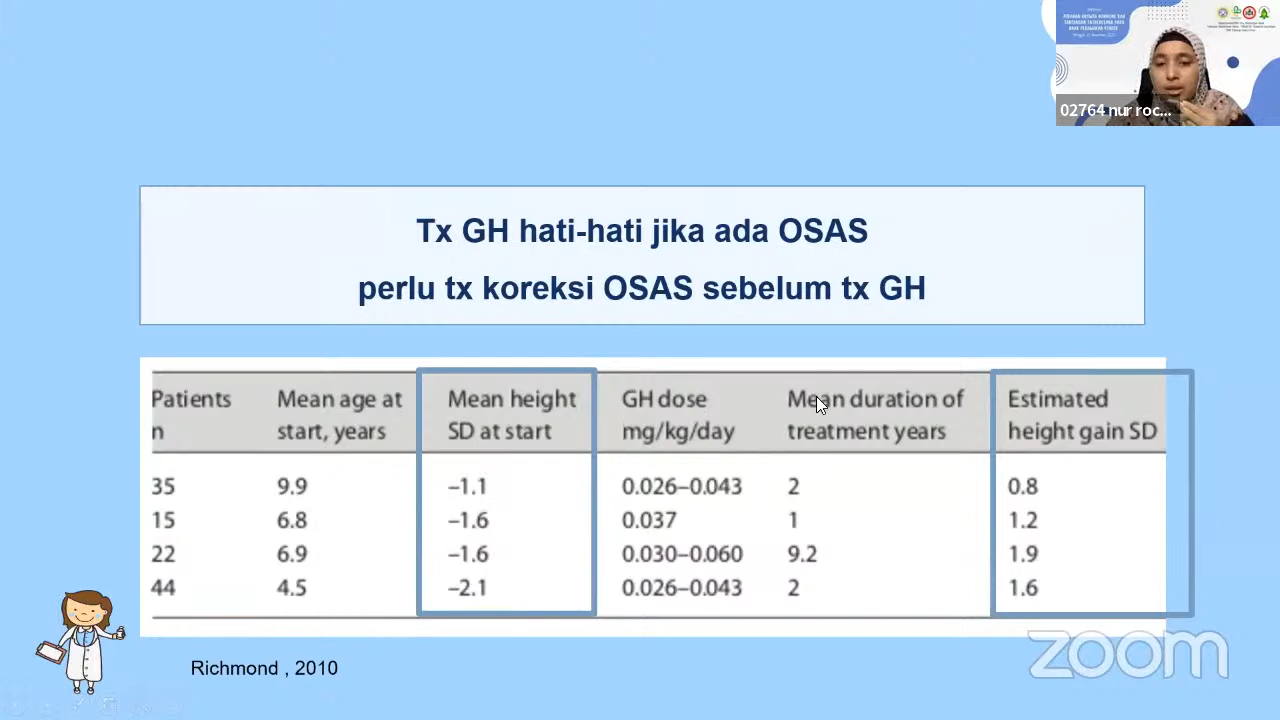 02764 nur roc...
Tx GH hati-hati jika ada OSAS
perlu tx koreksi OSAS sebelum tx GH
Patients Mean age at Mean height GH dose Mean duration of Estimated
n start, years SD at start mg/kg/day treatment years height gain SD
35 9.9 –1.1 0.026–0.043 2 0.8
15 6.8 –1.6 0.037 1 1.2
22 6.9 –1.6 0.030–0.060 9.2 1.9
44 4.5 –2.1 0.026–0.043 2 1.6
Richmond , 2010
zoom